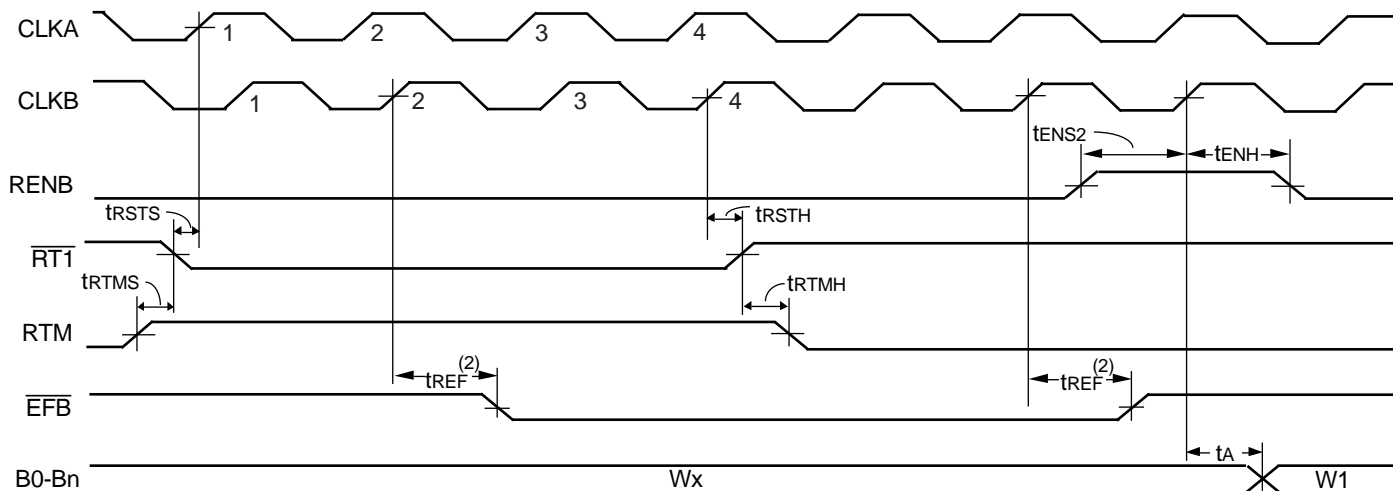 CLKA 1 2 3 4
CLKB 1 2 3 4
tENS2 tENH
RENB
tRSTS tRSTH
RT1
tRTMS tRTMH
RTM
tREF(2) tREF(2)
EFB
tA
B0-Bn Wx W1